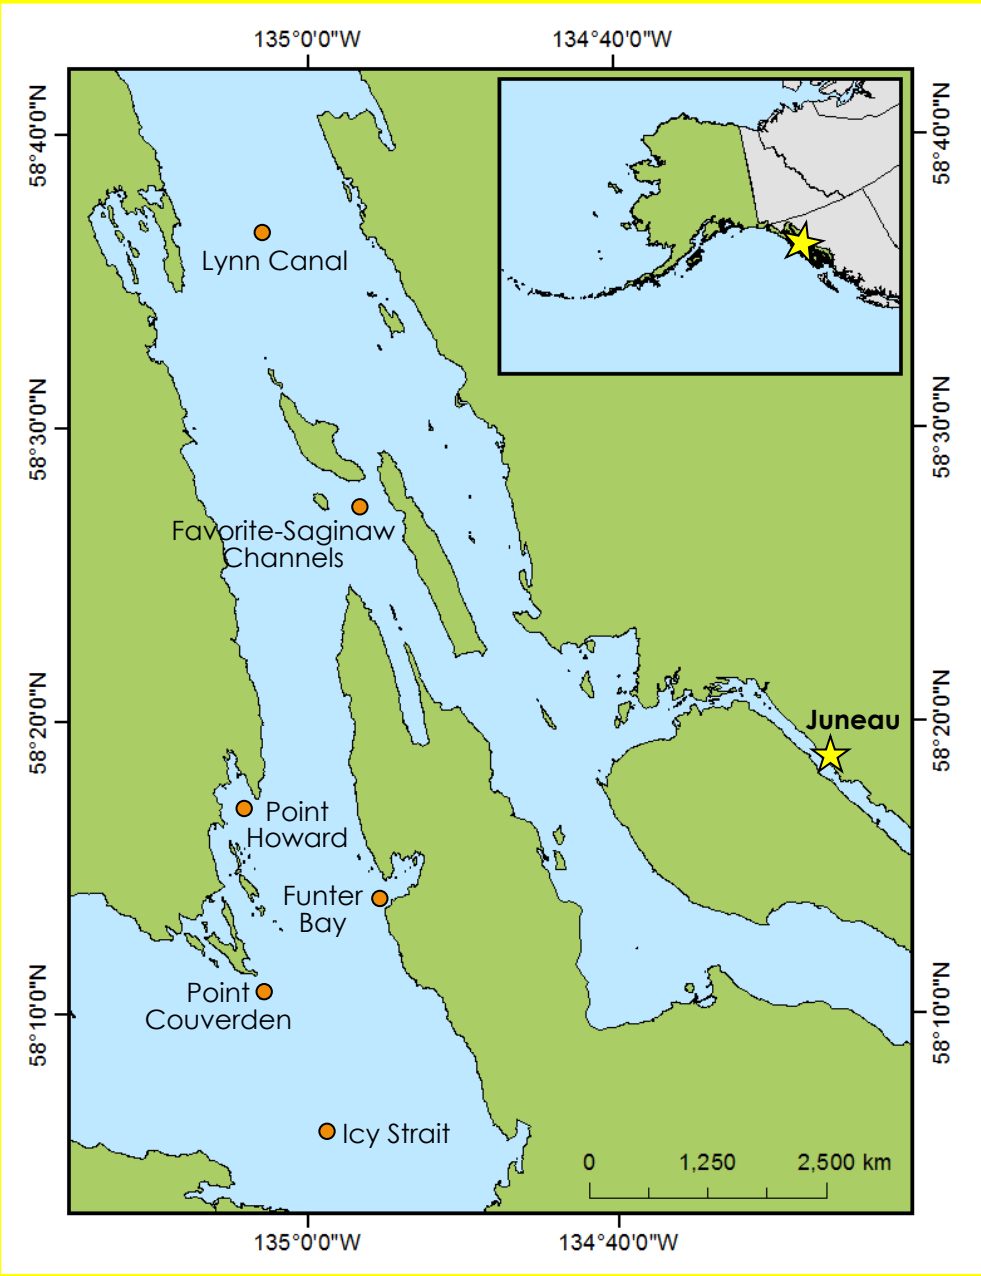 135°0'0"W
134°40'0"W
58°40'0"N
58°40'0"N
Lynn Canal
58°30'0"N
58°30'0"N
Favorite-Saginaw
Channels
58°20'0"N
58°20'0"N
Juneau
Point
Howard
Funter
Bay
Point
Couverden
58°10'0"N
58°10'0"N
Icy Strait
0
1,250
2,500 km
135°0'0"W
134°40'0"W